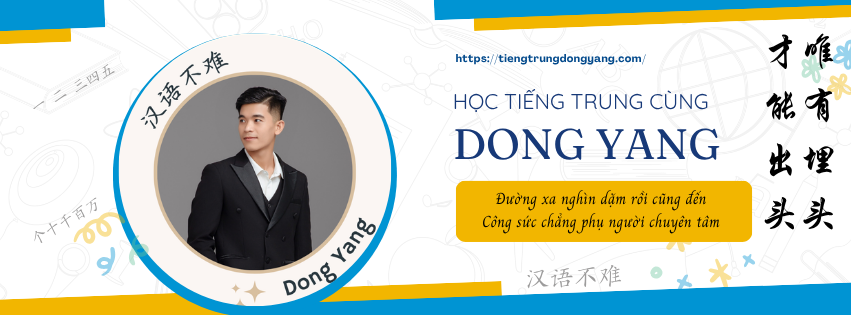 汉语不难
一 二 三四五
个十千百万
Dong Yang
https://tiengtrungdongyang.com/
HỌC TIẾNG TRUNG CÙNG
DONG YANG
Đường xa nghìn dặm rồi cũng đến
Công sức chẳng phụ người chuyên tâm
汉语不难
唯有埋头
才能出头